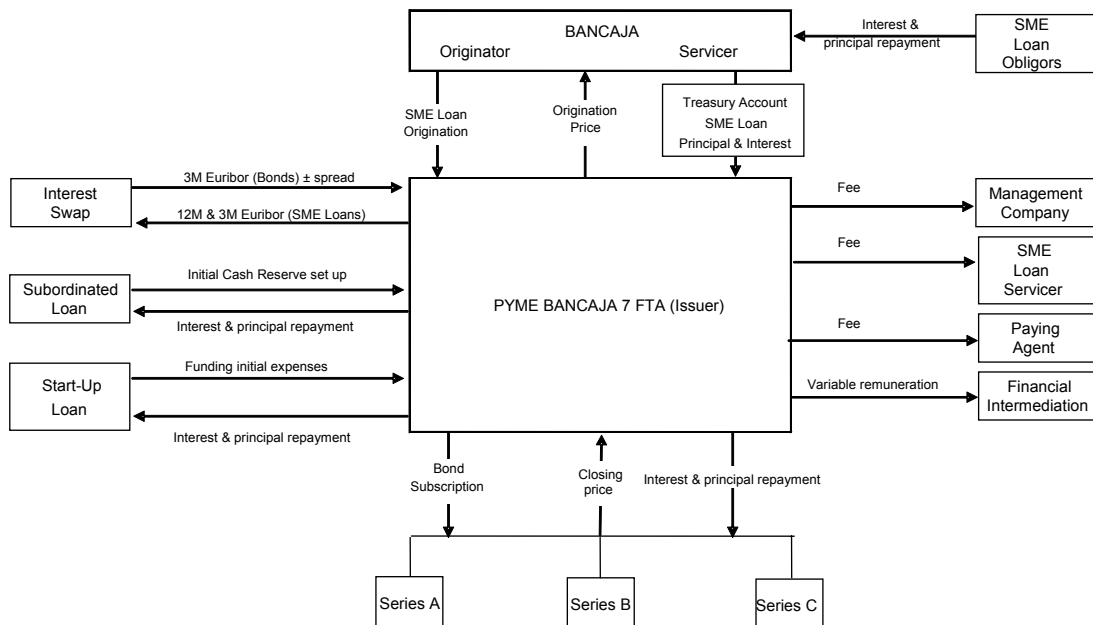 BANCAJA
Originator
Servicer
Interest &
principal repayment
SME
Loan
Obligors
SME Loan
Origination
Origination
Price
Treasury Account
SME Loan
Principal & Interest
Interest
Swap
3M Euribor (Bonds) ± spread
12M & 3M Euribor (SME Loans)
Subordinated
Loan
Initial Cash Reserve set up
Interest & principal repayment
Start-Up
Loan
Funding initial expenses
Interest & principal repayment
PYME BANCAJA 7 FTA (Issuer)
Fee
Management
Company
Fee
SME
Loan
Servicer
Fee
Paying
Agent
Variable remuneration
Financial
Intermediation
Bond
Subscription
Closing
price
Interest & principal repayment
Series A
Series B
Series C